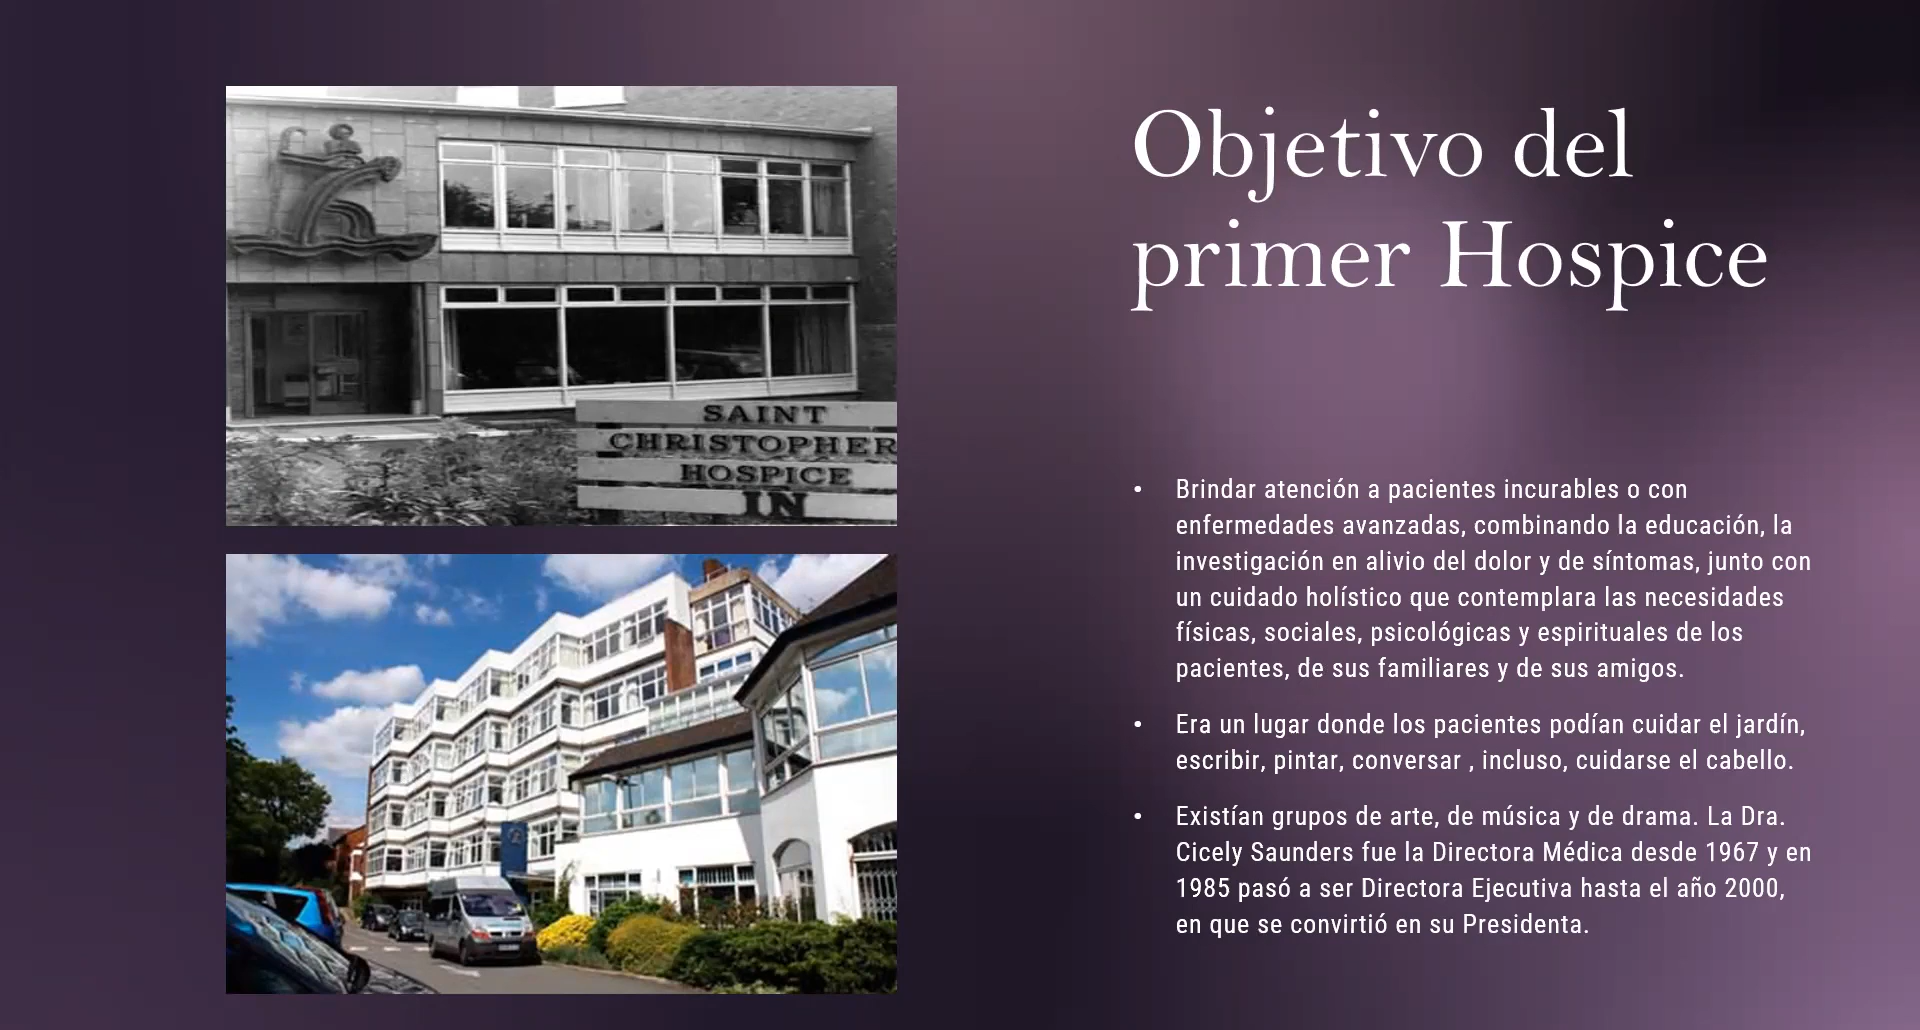 Objetivo del
primer Hospice
SAINT
CHRISTOPHER
HOSPICE
IN
• Brindar atención a pacientes incurables o con
enfermedades avanzadas, combinando la educación, la
investigación en alivio del dolor y de síntomas, junto con
un cuidado holístico que contemplara las necesidades
físicas, sociales, psicológicas y espirituales de los
pacientes, de sus familiares y de sus amigos.
• Era un lugar donde los pacientes podían cuidar el jardín,
escribir, pintar, conversar , incluso, cuidarse el cabello.
• Existían grupos de arte, de música y de drama. La Dra.
Cicely Saunders fue la Directora Médica desde 1967 y en
1985 pasó a ser Directora Ejecutiva hasta el año 2000,
en que se convirtió en su Presidenta.